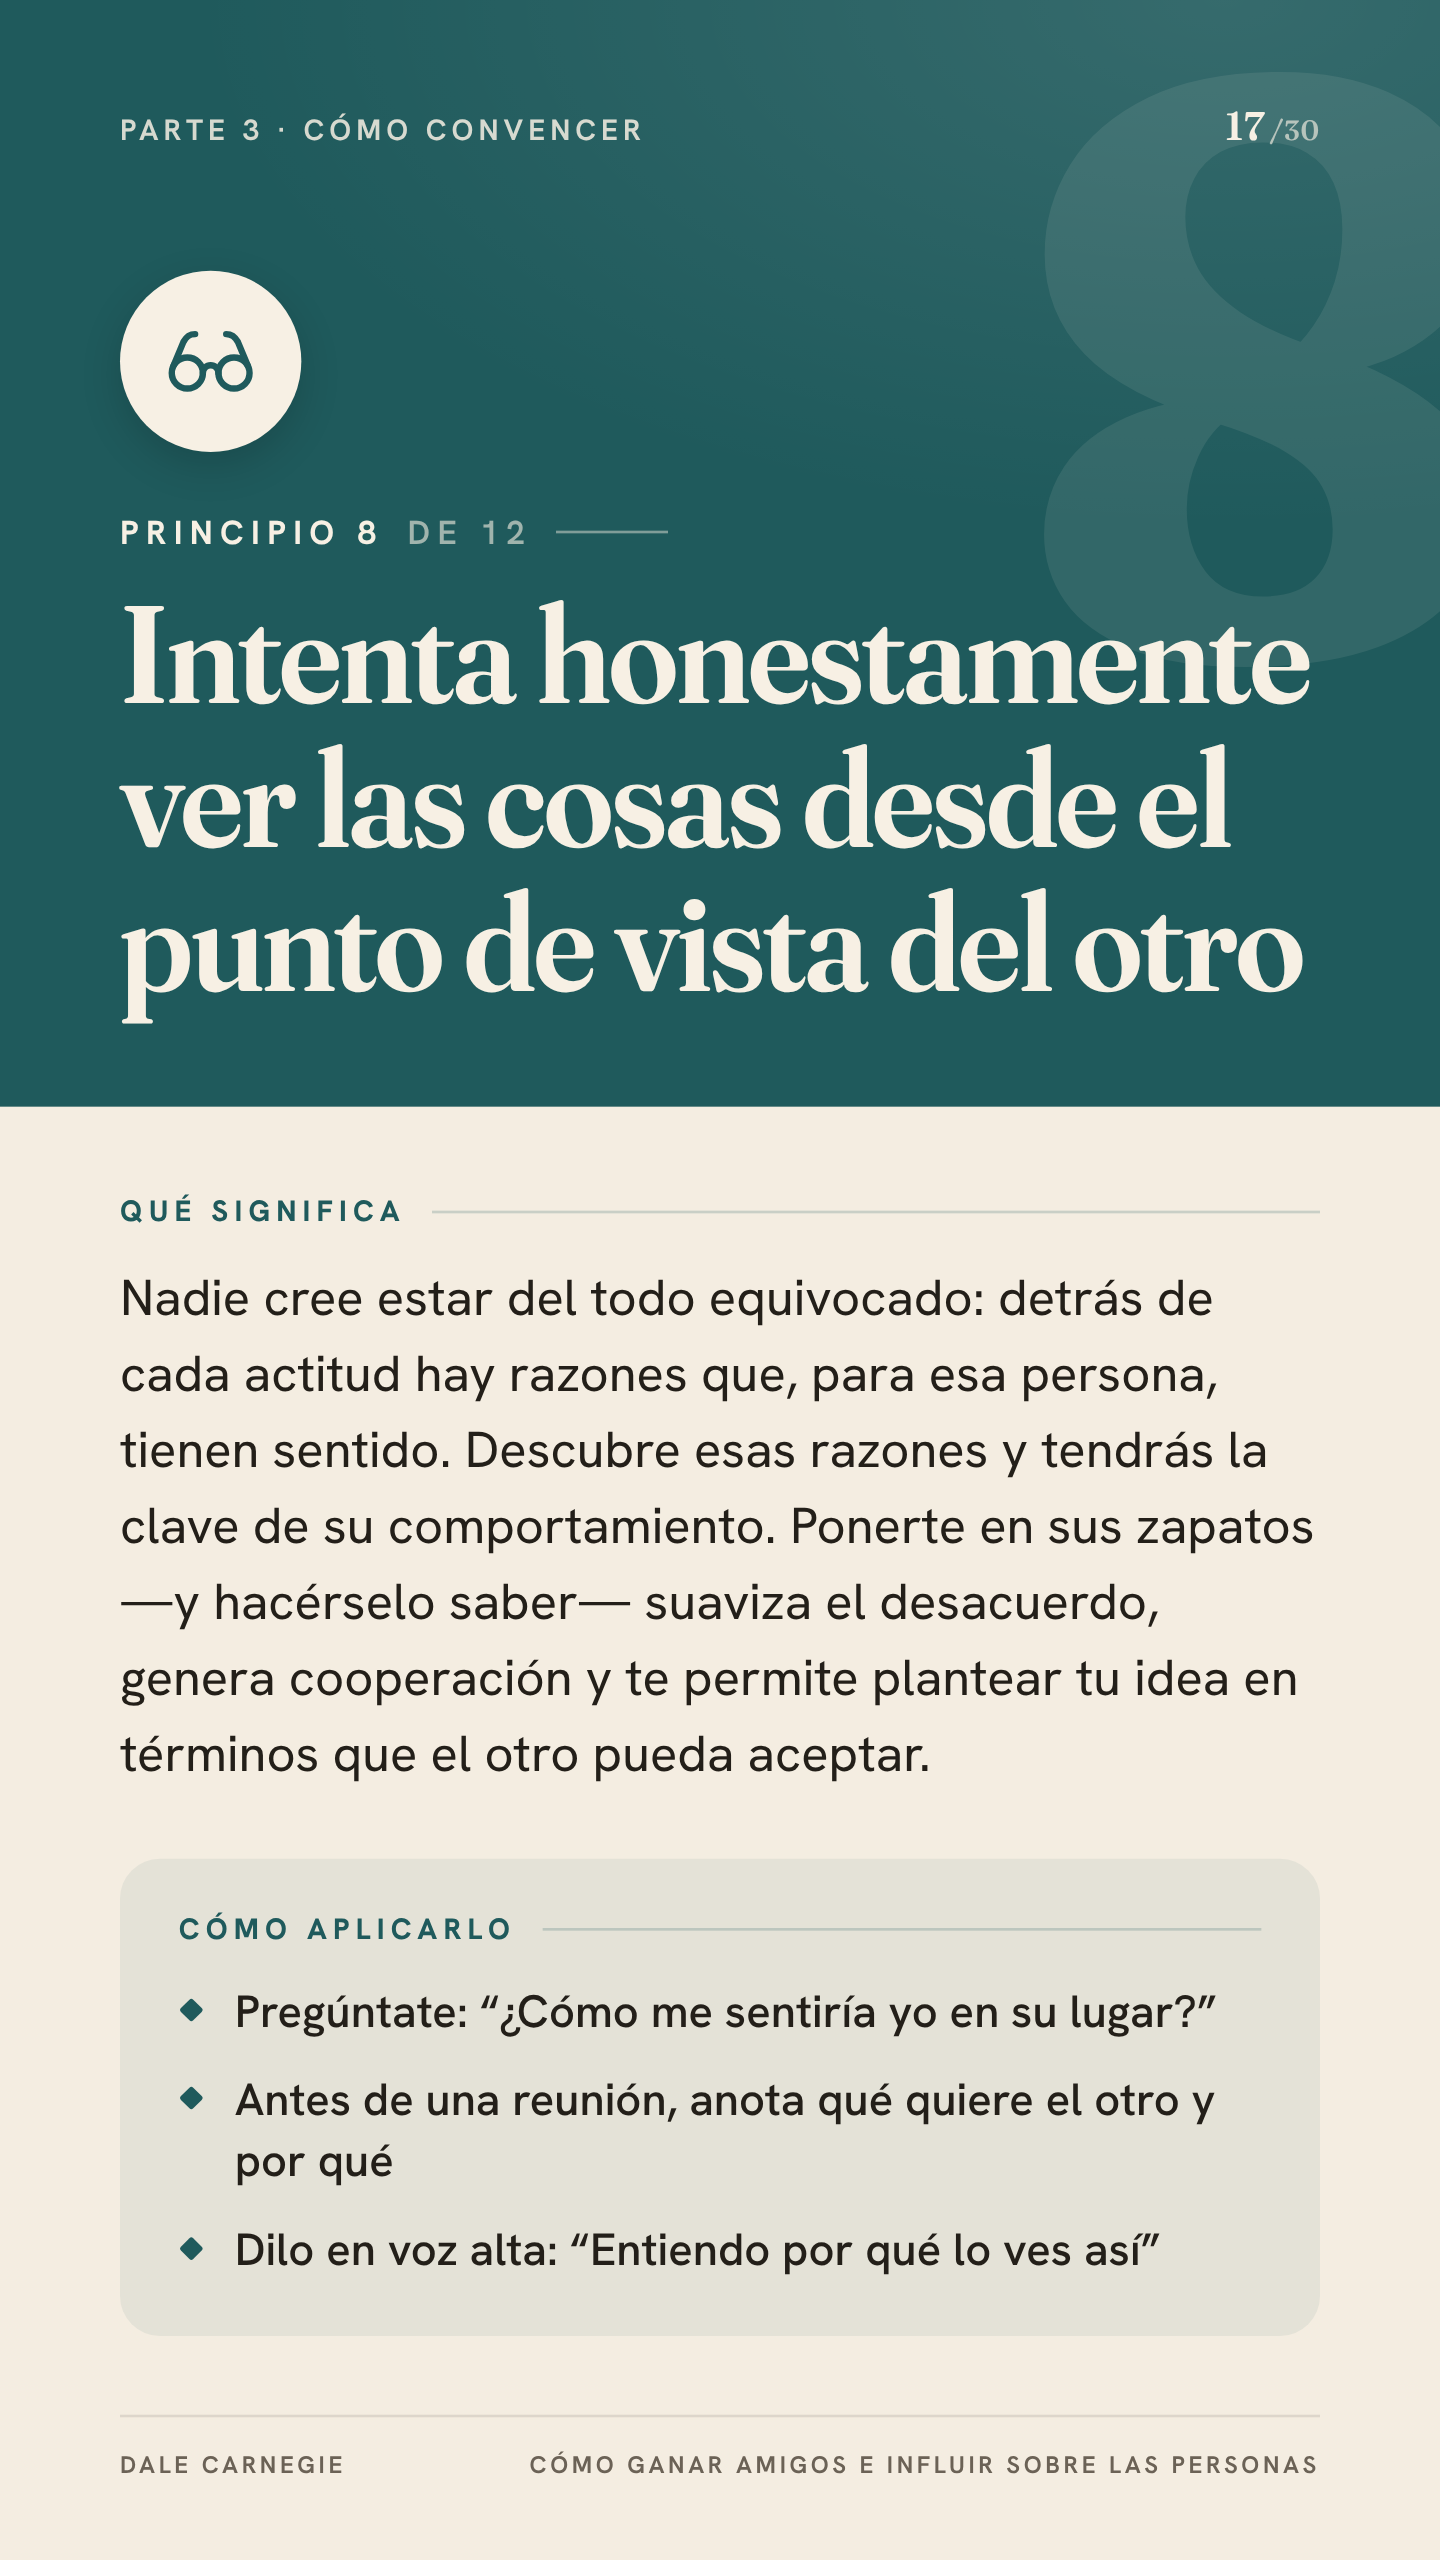 PARTE 3 · CÓMO CONVENCER
17/30
8
PRINCIPIO 8 DE 12
Intenta honestamente
ver las cosas desde el
punto de vista del otro
QUÉ SIGNIFICA
Nadie cree estar del todo equivocado: detrás de
cada actitud hay razones que, para esa persona,
tienen sentido. Descubre esas razones y tendrás la
clave de su comportamiento. Ponerte en sus zapatos
—y hacérselo saber— suaviza el desacuerdo,
genera cooperación y te permite plantear tu idea en
términos que el otro pueda aceptar.
CÓMO APLICARLO
Pregúntate: “¿Cómo me sentiría yo en su lugar?”
Antes de una reunión, anota qué quiere el otro y
por qué
Dilo en voz alta: “Entiendo por qué lo ves así”
DALE CARNEGIE
CÓMO GANAR AMIGOS E INFLUIR SOBRE LAS PERSONAS